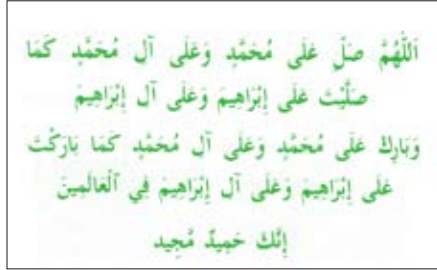 اَللّٰهُمَّ صَلِّ عَلَى مُحَمَّدٍ وَعَلَى آلِ مُحَمَّدٍ كَمَا
صَلَّيْتَ عَلَى إِبْرَاهِيمَ وَعَلَى آلِ إِبْرَاهِيمَ
وَبَارِكْ عَلَى مُحَمَّدٍ وَعَلَى آلِ مُحَمَّدٍ كَمَا بَارَكْتَ
عَلَى إِبْرَاهِيمَ وَعَلَى آلِ إِبْرَاهِيمَ فِي ٱلْعَالَمِينَ
إِنَّكَ حَمِيدٌ مَّجِيد